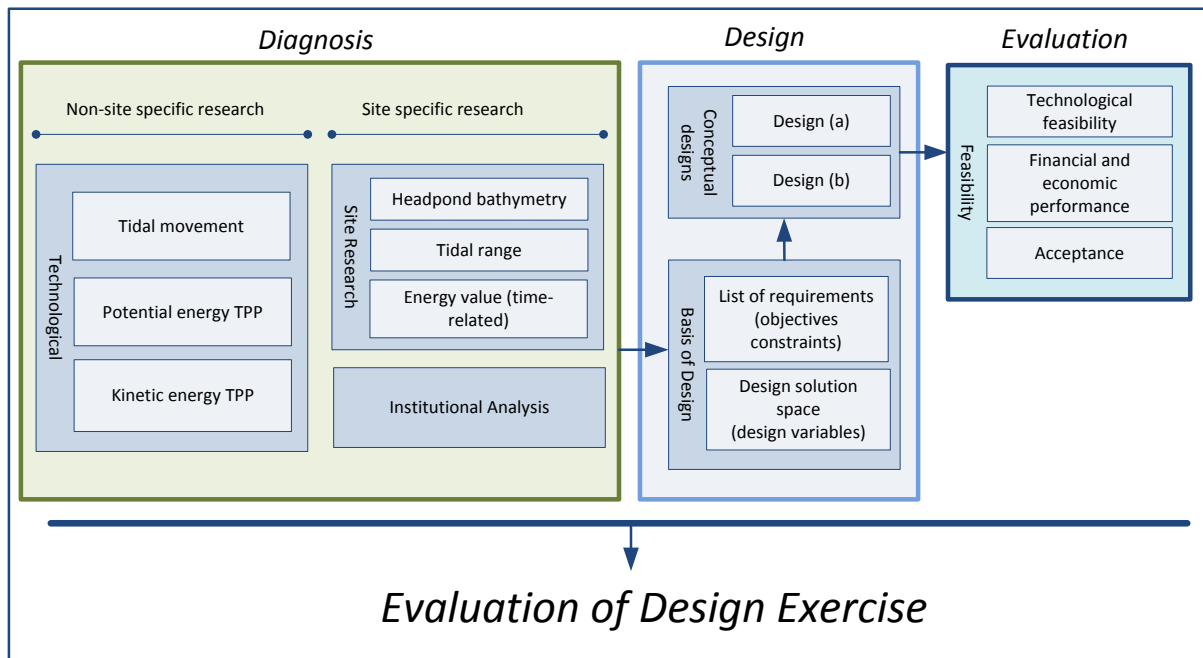 Diagnosis
Non-site specific research
Site specific research
Technological
Tidal movement
Potential energy TPP
Kinetic energy TPP
Site Research
Headpond bathymetry
Tidal range
Energy value (time-
related)
Institutional Analysis
Design
Conceptual
designs
Design (a)
Design (b)
Basis of Design
List of requirements
(objectives
constraints)
Design solution
space
(design variables)
Evaluation
Feasibility
Technological
feasibility
Financial and
economic
performance
Acceptance
Evaluation of Design Exercise